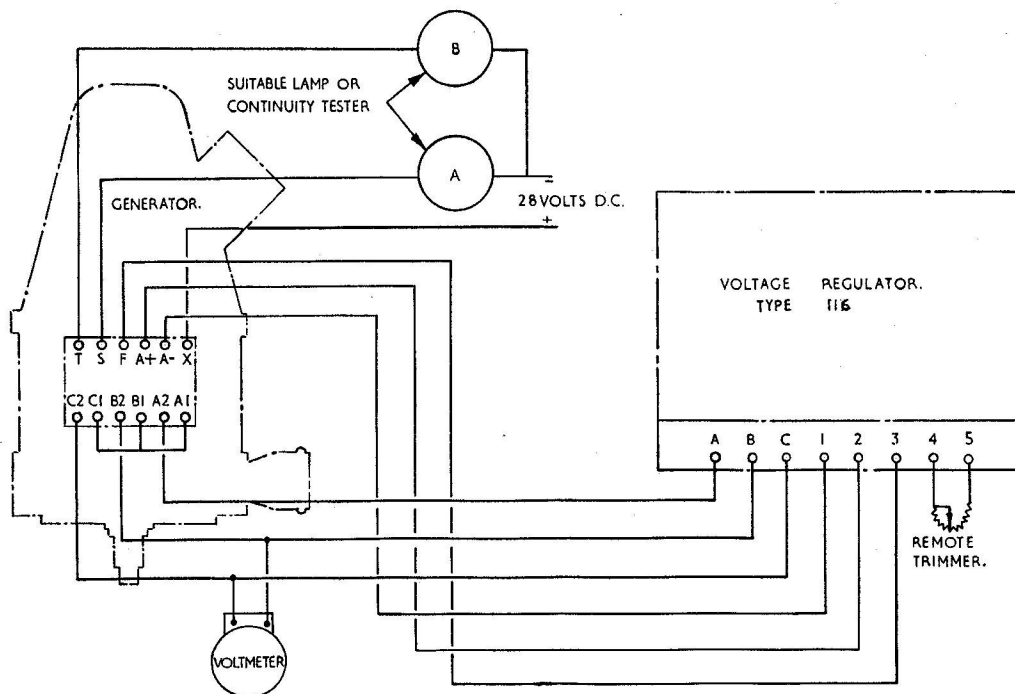 B
SUITABLE LAMP OR
CONTINUITY TESTER
A
−
28 VOLTS D.C.
+
GENERATOR.
VOLTAGE REGULATOR.
TYPE 116
T S F A+ A- X
C2 C1 B2 B1 A2 A1
A B C 1 2 3 4 5
REMOTE
TRIMMER.
VOLTMETER